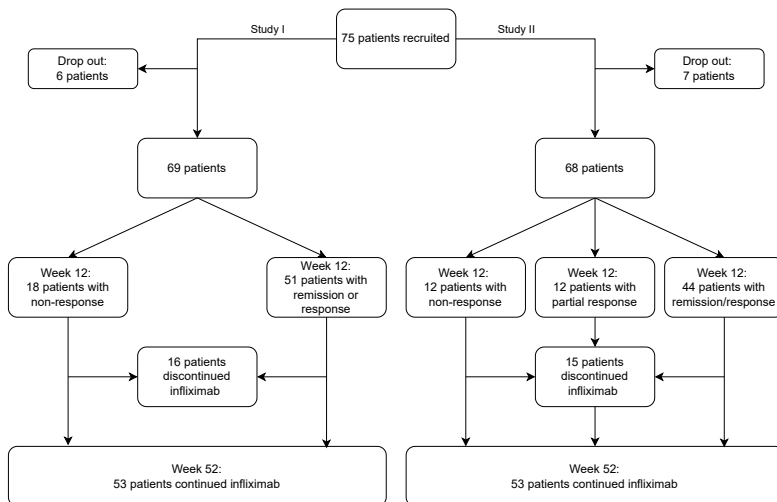 Study I
75 patients recruited
Study II
Drop out:
6 patients
Drop out:
7 patients
69 patients
68 patients
Week 12:
18 patients with
non-response
Week 12:
51 patients with
remission or
response
Week 12:
12 patients with
non-response
Week 12:
12 patients with
partial response
Week 12:
44 patients with
remission/response
16 patients
discontinued
infliximab
15 patients
discontinued
infliximab
Week 52:
53 patients continued infliximab
Week 52:
53 patients continued infliximab